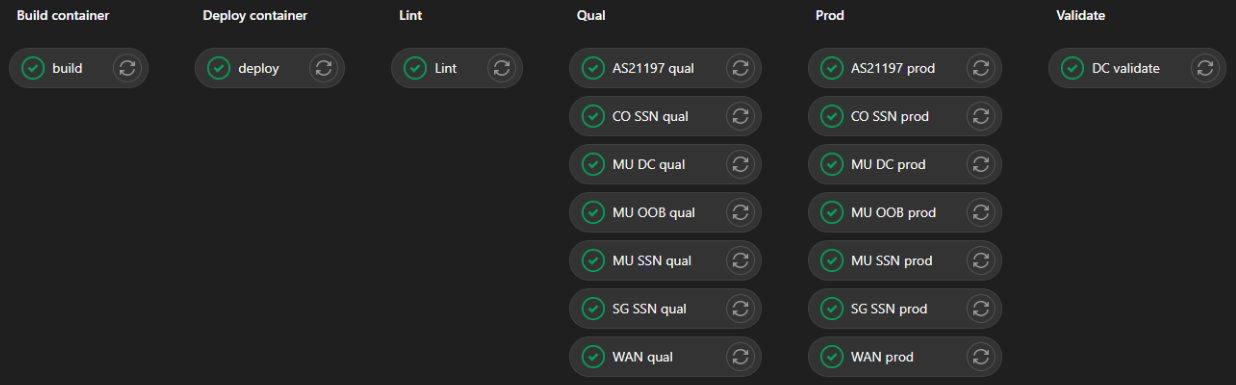 Build container
Deploy container
Lint
Qual
Prod
Validate
build
deploy
Lint
AS21197 qual
AS21197 prod
DC validate
CO SSN qual
CO SSN prod
MU DC qual
MU DC prod
MU OOB qual
MU OOB prod
MU SSN qual
MU SSN prod
SG SSN qual
SG SSN prod
WAN qual
WAN prod